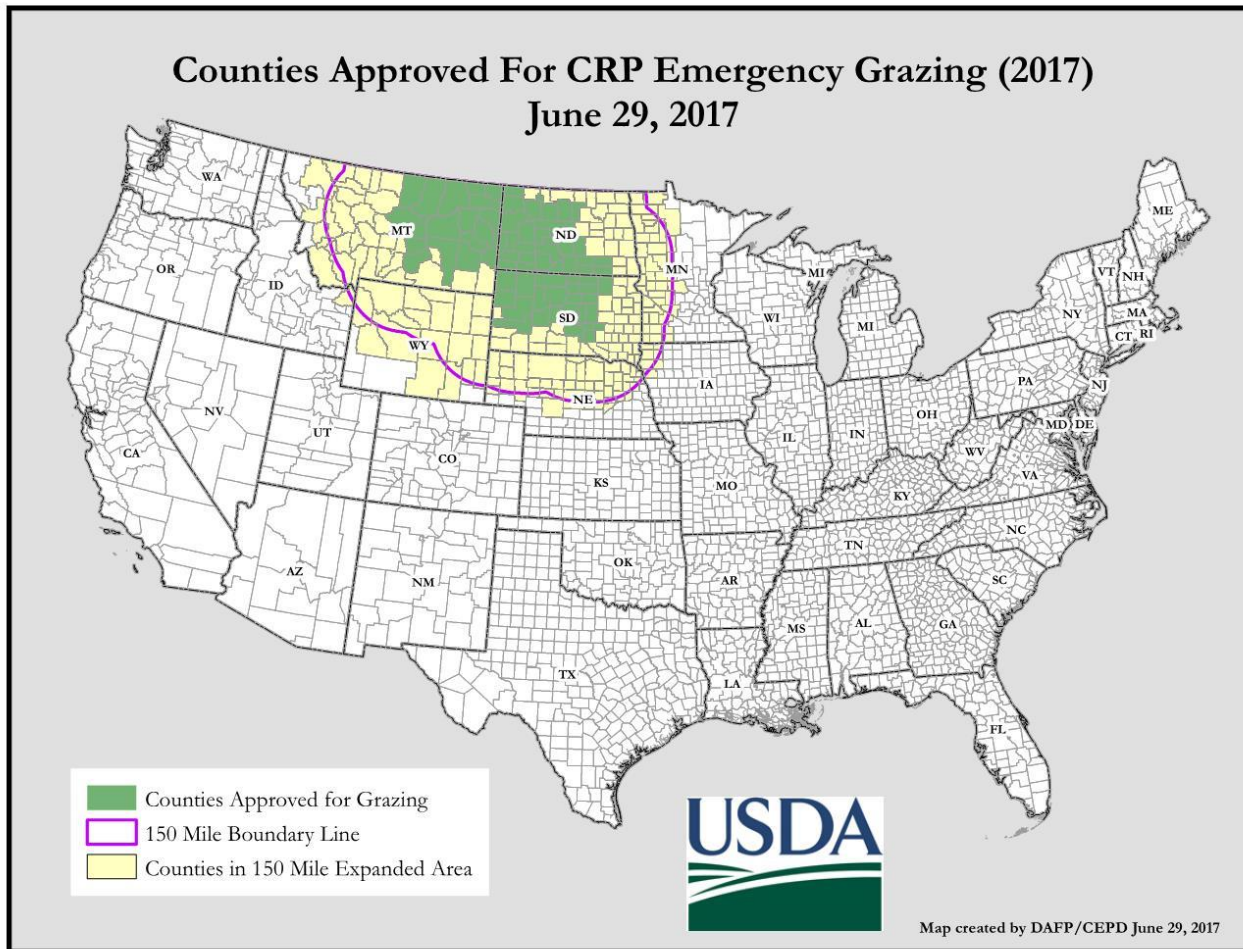 Counties Approved For CRP Emergency Grazing (2017)
June 29, 2017
WA
MT
ND
MN
ME
OR
ID
SD
WI
MI
MI
VT
NH
NY
MA
CT
RI
WY
IA
PA
NJ
NE
NV
UT
CO
IL
IN
OH
MD
DE
WV
VA
CA
KS
MO
KY
NC
TN
AZ
NM
OK
AR
SC
MS
AL
GA
TX
LA
FL
Counties Approved for Grazing
150 Mile Boundary Line
Counties in 150 Mile Expanded Area
USDA
Map created by DAFP/CEPD June 29, 2017